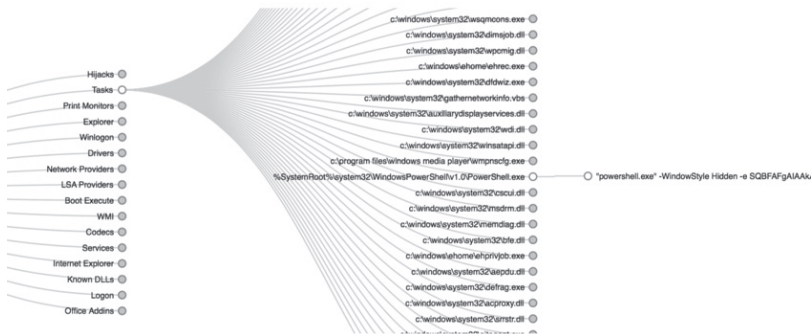 Hijacks
Tasks
Print Monitors
Explorer
Winlogon
Drivers
Network Providers
LSA Providers
Boot Execute
WMI
Codecs
Services
Internet Explorer
Known DLLs
Logon
Office Addins
c:\windows\system32\wsqmcons.exe
c:\windows\system32\dimsjob.dll
c:\windows\system32\wpcmig.dll
c:\windows\ehome\ehrec.exe
c:\windows\system32\dfdwiz.exe
c:\windows\system32\gathernetworkinfo.vbs
c:\windows\system32\auxiliarydisplayservices.dll
c:\windows\system32\wdi.dll
c:\windows\system32\winsatapi.dll
c:\program files\windows media player\wmpnscfg.exe
%SystemRoot%\system32\WindowsPowerShell\v1.0\PowerShell.exe
"powershell.exe" -WindowStyle Hidden -e SQBFAFgAIAAkA
c:\windows\system32\cscui.dll
c:\windows\system32\msdrm.dll
c:\windows\system32\memdiag.dll
c:\windows\system32\bfe.dll
c:\windows\ehome\ehprivjob.exe
c:\windows\system32\aepdu.dll
c:\windows\system32\defrag.exe
c:\windows\system32\acproxy.dll
c:\windows\system32\srrstr.dll